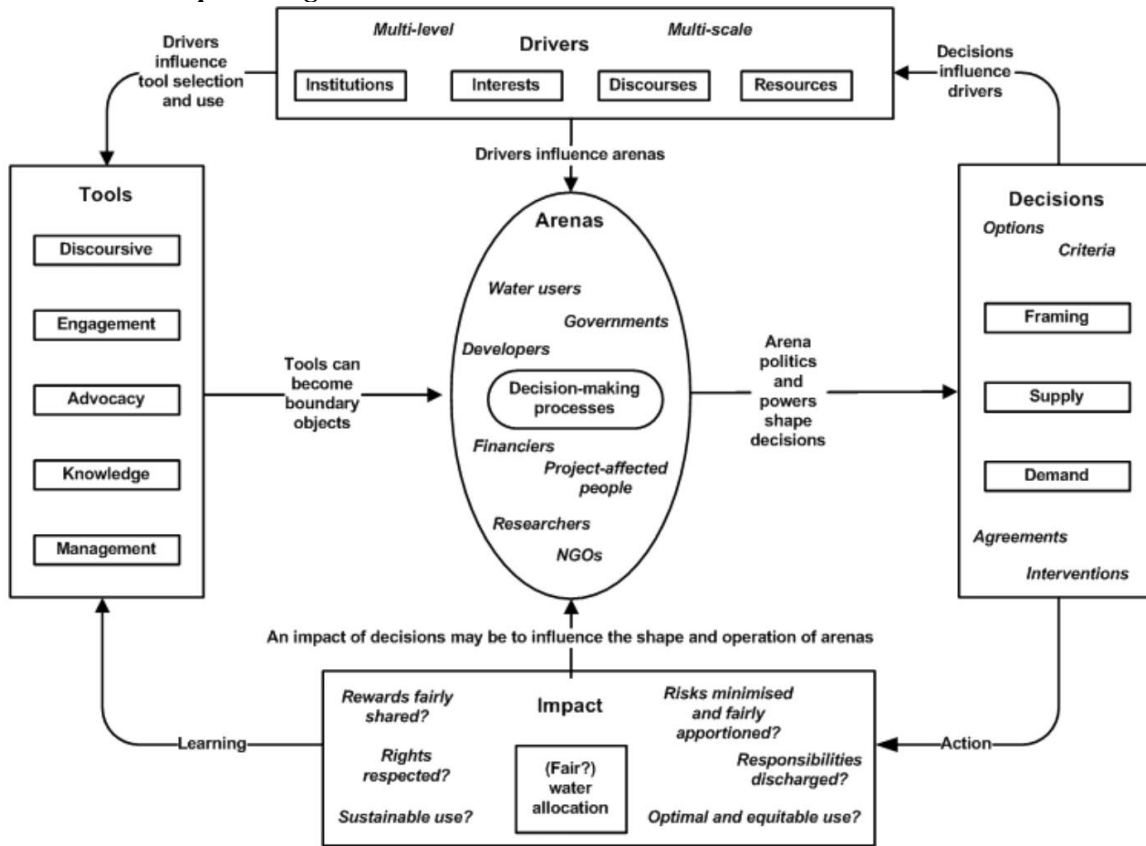 Multi-level
Multi-scale
Drivers
Institutions
Interests
Discourses
Resources
Drivers
influence
tool selection
and use
Decisions
influence
drivers
Drivers influence arenas
Tools
Discoursive
Engagement
Advocacy
Knowledge
Management
Tools can
become
boundary
objects
Arenas
Water users
Governments
Developers
Decision-making
processes
Financiers
Project-affected
people
Researchers
NGOs
Arena
politics
and
powers
shape
decisions
Decisions
Options
Criteria
Framing
Supply
Demand
Agreements
Interventions
An impact of decisions may be to influence the shape and operation of arenas
Learning
Impact
Rewards fairly
shared?
Rights
respected?
Sustainable use?
(Fair?)
water
allocation
Risks minimised
and fairly
apportioned?
Responsibilities
discharged?
Optimal and equitable use?
Action